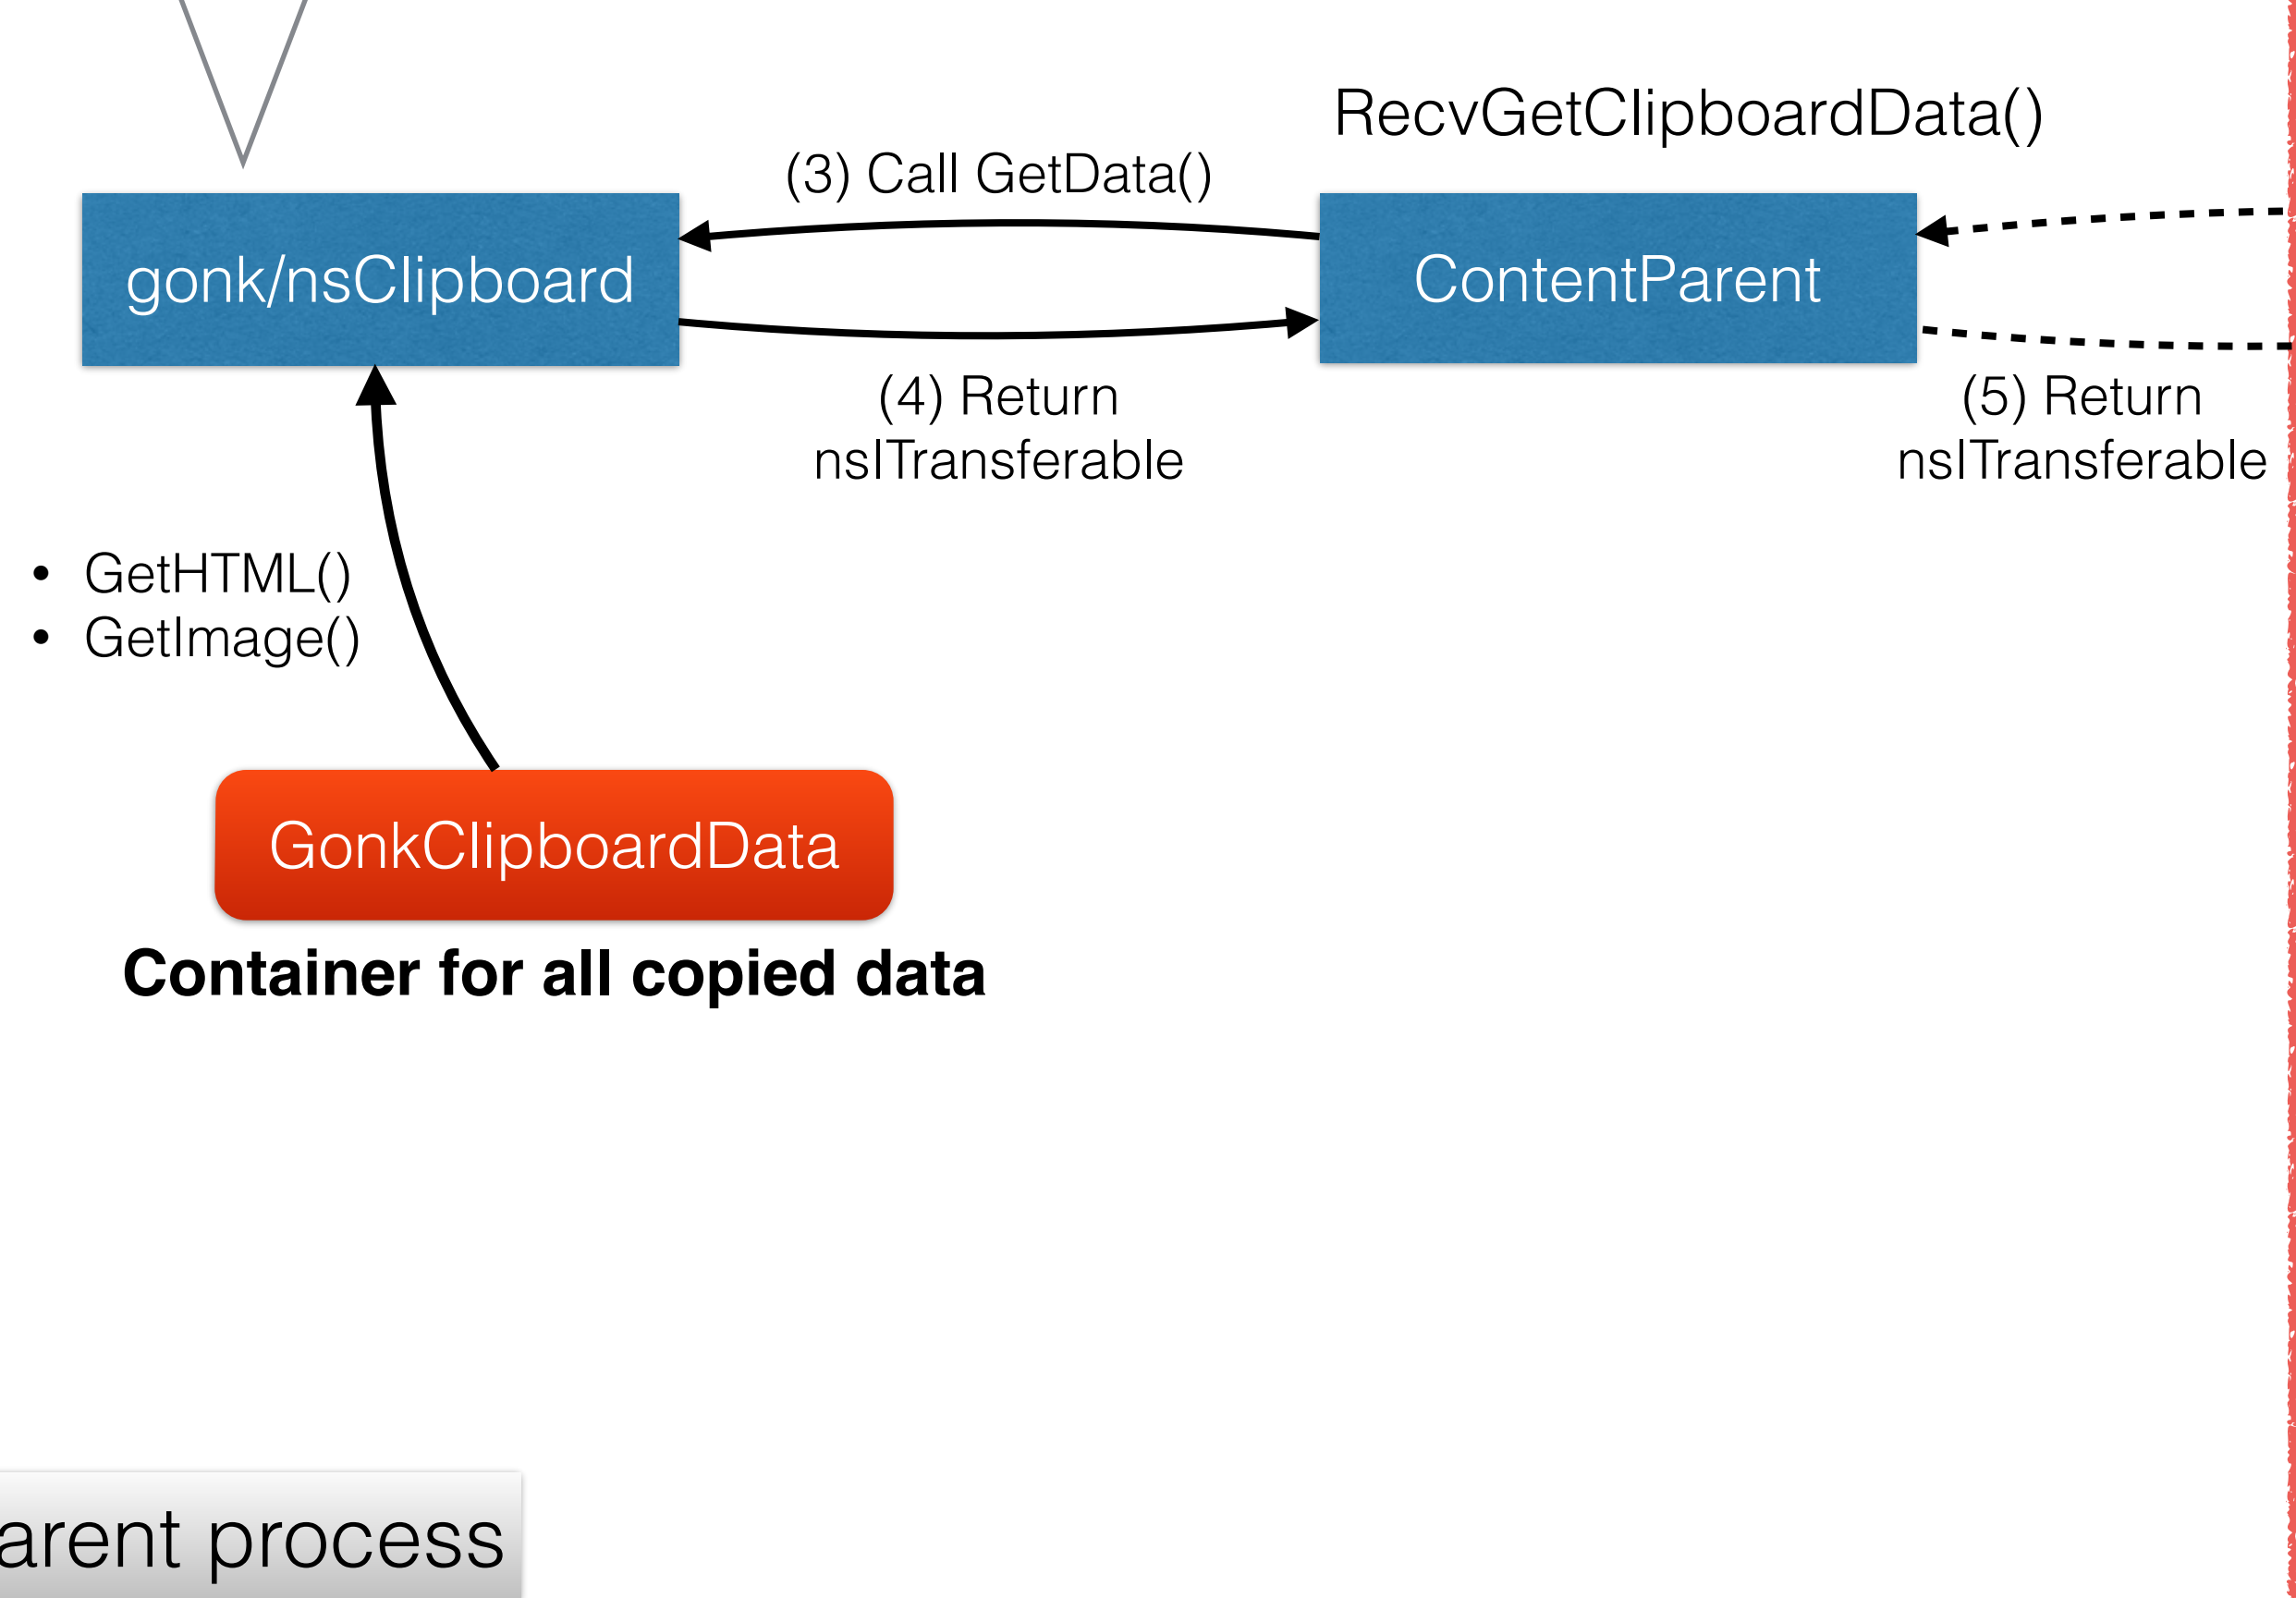 RecvGetClipboardData()
(3) Call GetData()
gonk/nsClipboard
ContentParent
(4) Return
nsITransferable
(5) Return
nsITransferable
• GetHTML()
• GetImage()
GonkClipboardData
Container for all copied data
arent process